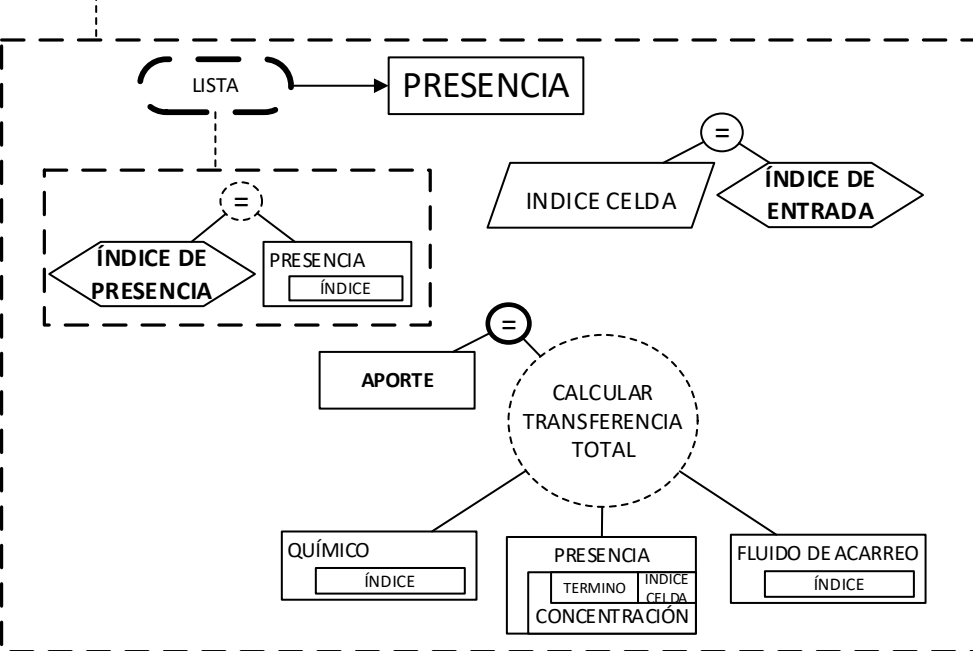 LISTA
PRESENCIA
=
INDICE CELDA
ÍNDICE DE
ENTRADA
=
ÍNDICE DE
PRESENCIA
PRESENCIA
ÍNDICE
=
APORTE
CALCULAR
TRANSFERENCIA
TOTAL
QUÍMICO
ÍNDICE
PRESENCIA
TERMINO
INDICE
CELDA
CONCENTRACIÓN
FLUIDO DE ACARREO
ÍNDICE